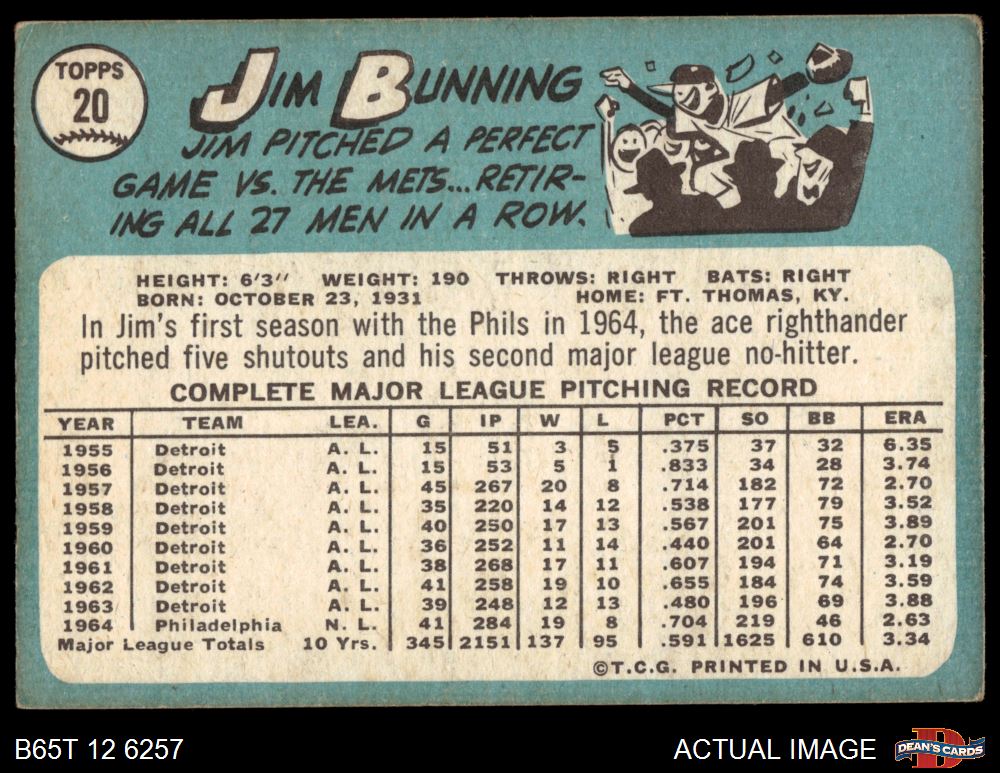 TOPPS
20
JIM BUNNING
JIM PITCHED A PERFECT
GAME VS. THE METS...RETIR-
ING ALL 27 MEN IN A ROW.
HEIGHT: 6'3" WEIGHT: 190 THROWS: RIGHT BATS: RIGHT
BORN: OCTOBER 23, 1931 HOME: FT. THOMAS, KY.
In Jim's first season with the Phils in 1964, the ace righthander
pitched five shutouts and his second major league no-hitter.
COMPLETE MAJOR LEAGUE PITCHING RECORD
YEAR TEAM LEA. G IP W L PCT SO BB ERA
1955 Detroit A. L. 15 51 3 5 .375 37 32 6.35
1956 Detroit A. L. 15 53 5 1 .833 34 28 3.74
1957 Detroit A. L. 45 267 20 8 .714 182 72 2.70
1958 Detroit A. L. 35 220 14 12 .538 177 79 3.52
1959 Detroit A. L. 40 250 17 13 .567 201 75 3.89
1960 Detroit A. L. 36 252 11 14 .440 201 64 2.70
1961 Detroit A. L. 38 268 17 11 .607 194 71 3.19
1962 Detroit A. L. 41 258 19 10 .655 184 74 3.59
1963 Detroit A. L. 39 248 12 13 .480 196 69 3.88
1964 Philadelphia N. L. 41 284 19 8 .704 219 46 2.63
Major League Totals 10 Yrs. 345 2151 137 95 .591 1625 610 3.34
©T.C.G. PRINTED IN U.S.A.
B65T 12 6257 ACTUAL IMAGE DEAN'S CARDS